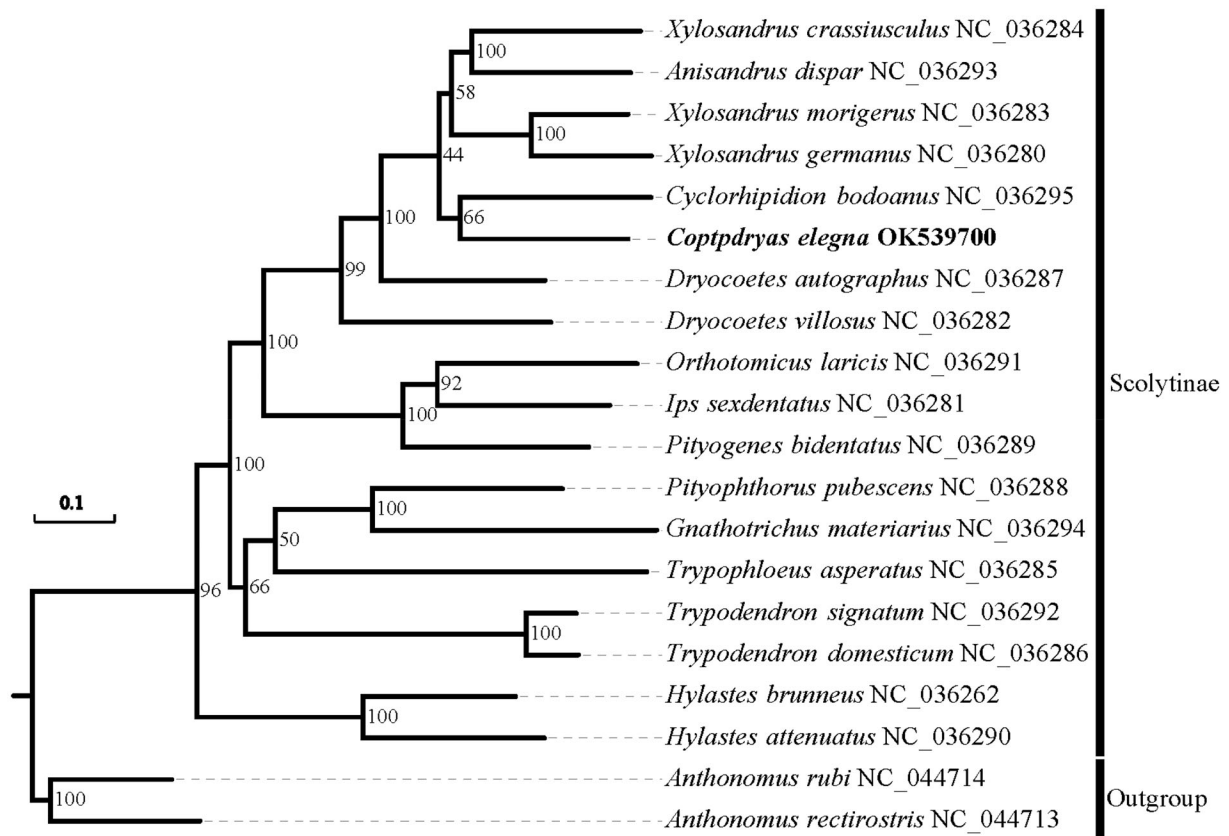 Xylosandrus crassiusculus NC_036284
100
Anisandrus dispar NC_036293
58
Xylosandrus morigerus NC_036283
100
44
Xylosandrus germanus NC_036280
Cyclorhipidion bodoanus NC_036295
100
66
Coptpdryas elegna OK539700
99
Dryocoetes autographus NC_036287
Dryocoetes villosus NC_036282
100
Orthotomicus laricis NC_036291
92
Scolytinae
Ips sexdentatus NC_036281
100
Pityogenes bidentatus NC_036289
100
Pityophthorus pubescens NC_036288
0.1
100
Gnathotrichus materiarius NC_036294
50
Trypophloeus asperatus NC_036285
96
66
Trypodendron signatum NC_036292
100
Trypodendron domesticum NC_036286
Hylastes brunneus NC_036262
100
Hylastes attenuatus NC_036290
Anthonomus rubi NC_044714
100
Outgroup
Anthonomus rectirostris NC_044713